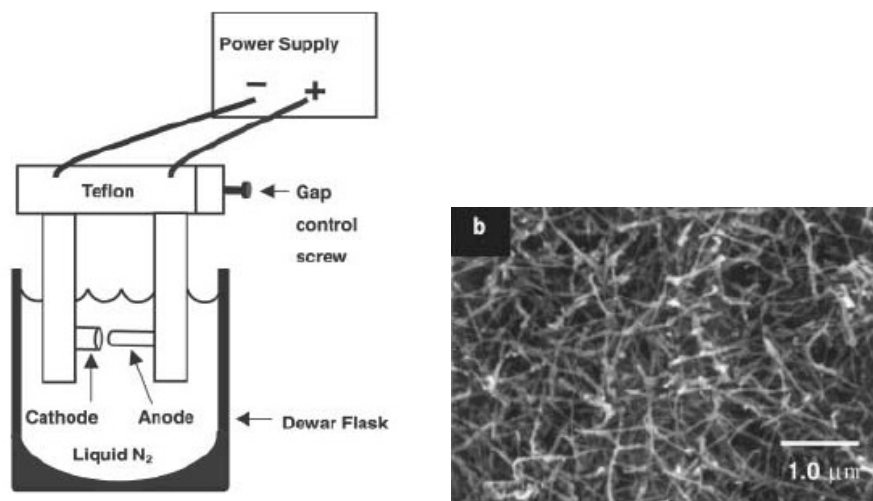 Power Supply
− +
Teflon
Gap
control
screw
Cathode
Anode
Dewar Flask
Liquid N₂
b
1.0 μm